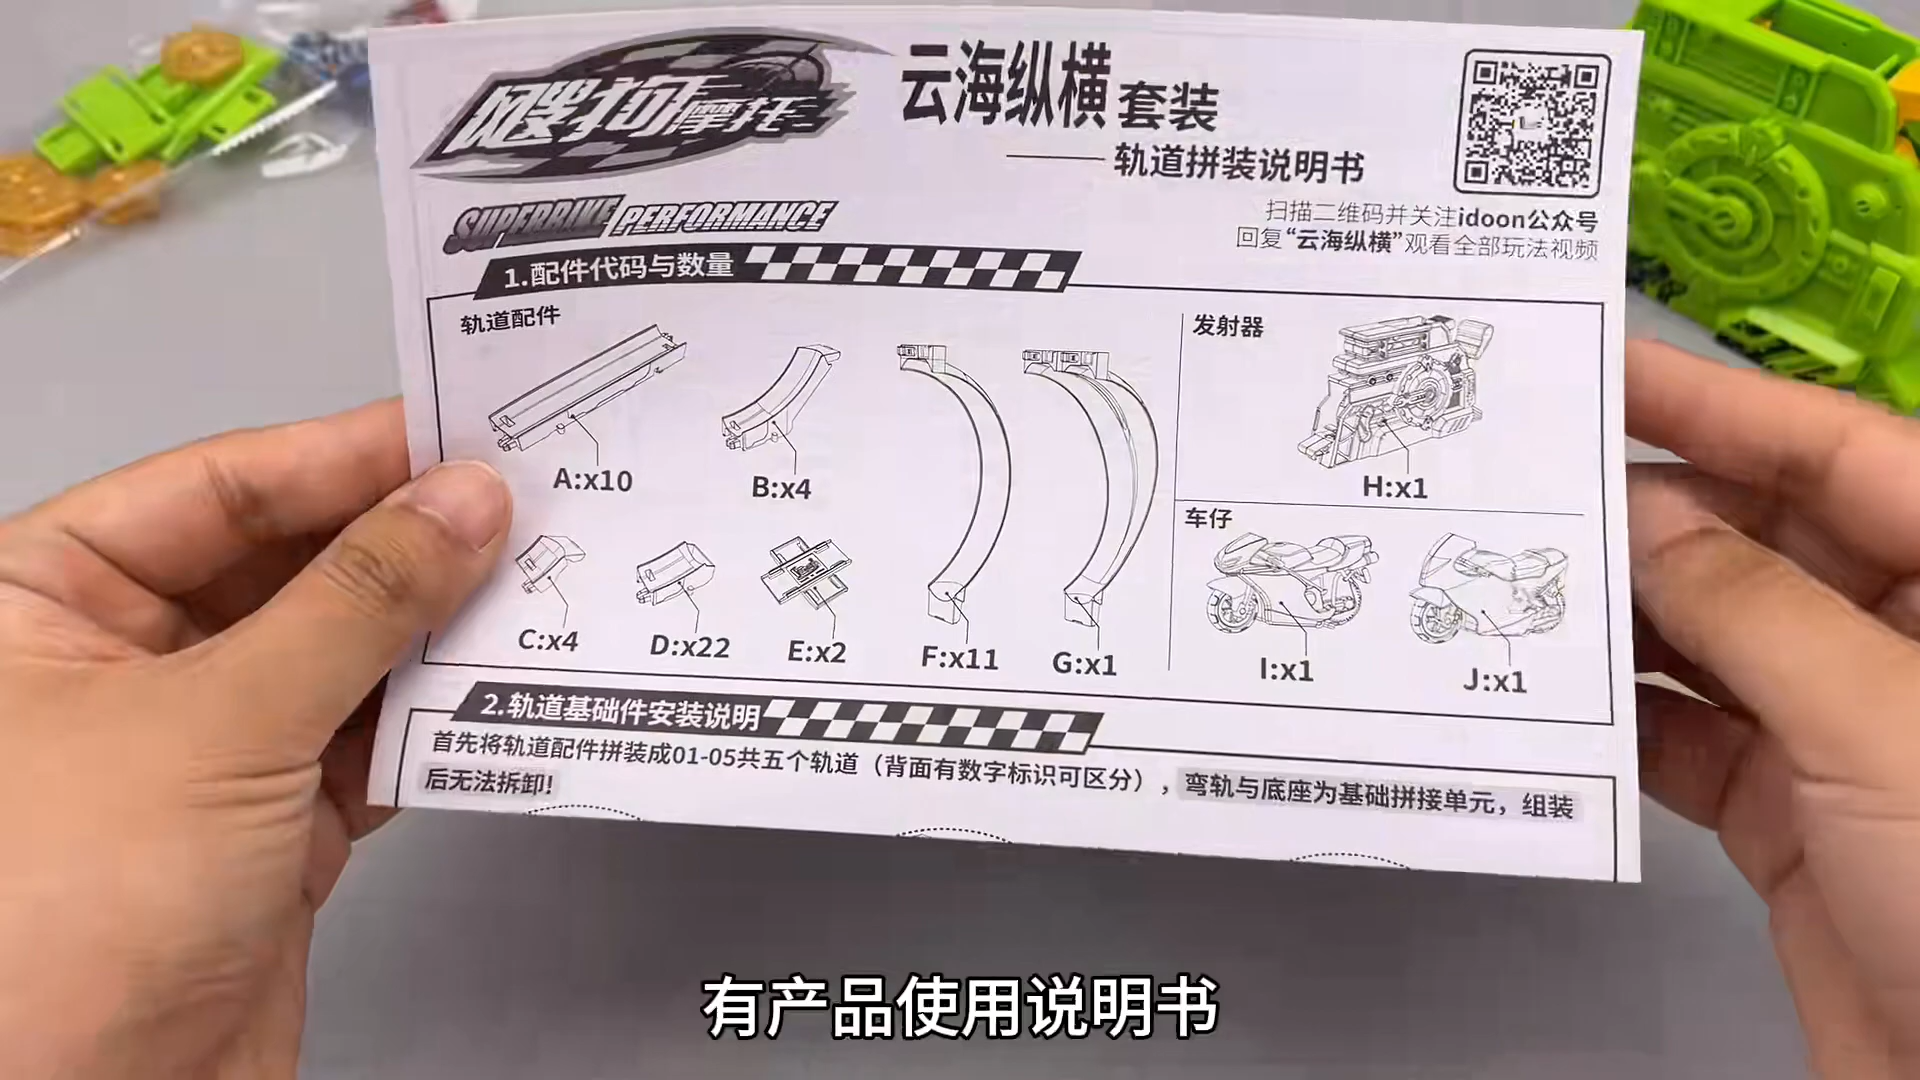 飚狗摩托
云海纵横 套装
轨道拼装说明书
SUPERBIKE PERFORMANCE
扫描二维码并关注idoon公众号
回复“云海纵横”观看全部玩法视频
1.配件代码与数量
轨道配件
A:x10
B:x4
C:x4
D:x22
E:x2
F:x11
G:x1
发射器
H:x1
车仔
I:x1
J:x1
2.轨道基础件安装说明
首先将轨道配件拼装成01-05共五个轨道（背面有数字标识可区分），弯轨与底座为基础拼接单元，组装
后无法拆卸!
有产品使用说明书